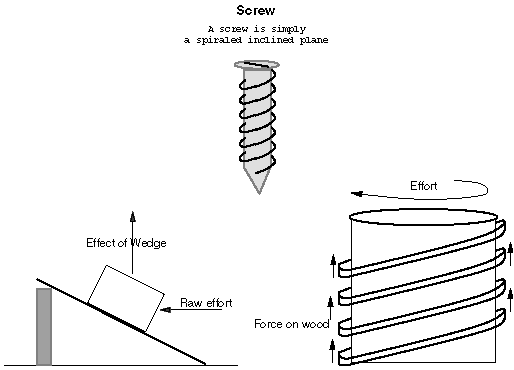 Screw
A screw is simply
a spiraled inclined plane
Effort
Effect of Wedge
Raw effort
Force on wood